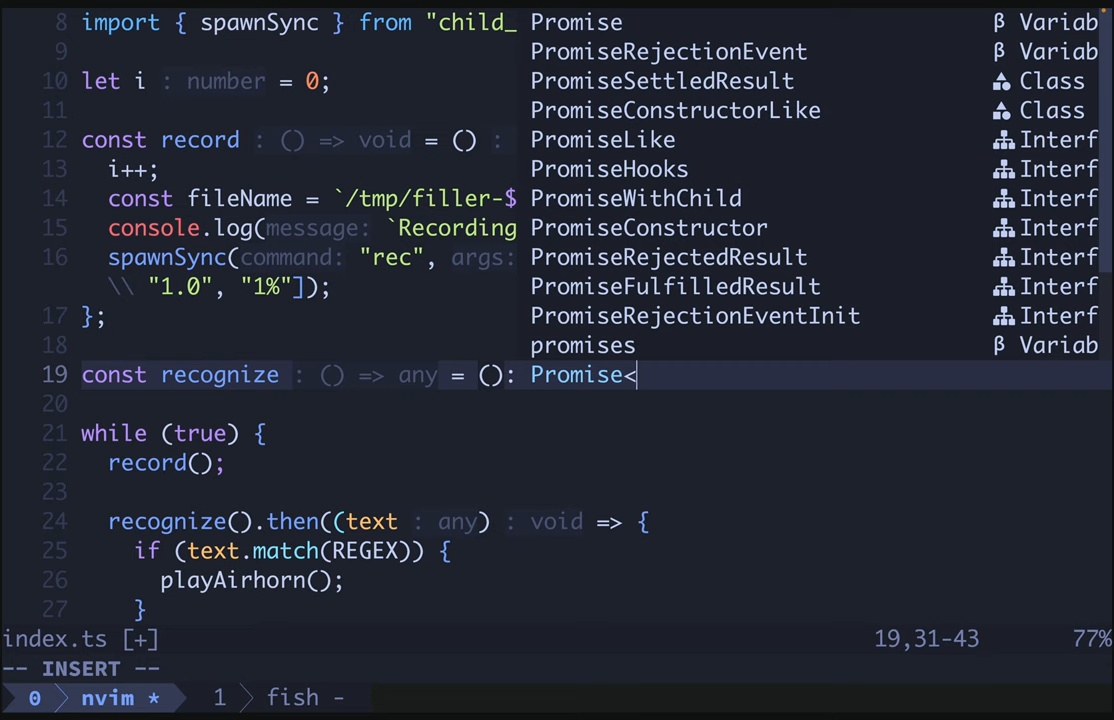 8 import { spawnSync } from "child_ Promise β Variab
9 PromiseRejectionEvent β Variab
10 let i : number = 0; PromiseSettledResult Class
11 PromiseConstructorLike Class
12 const record : () => void = () : PromiseLike Interf
13 i++; PromiseHooks Interf
14 const fileName = `/tmp/filler-$ PromiseWithChild Interf
15 console.log(message: `Recording PromiseConstructor Interf
16 spawnSync(command: "rec", args: PromiseRejectedResult Interf
\\ "1.0", "1%"]); PromiseFulfilledResult Interf
17 }; PromiseRejectionEventInit Interf
18 promises β Variab
19 const recognize : () => any = (): Promise<
20
21 while (true) {
22 record();
23
24 recognize().then((text : any) : void => {
25 if (text.match(REGEX)) {
26 playAirhorn();
27 }
index.ts [+] 19,31-43 77%
-- INSERT --
0 nvim * 1 fish -